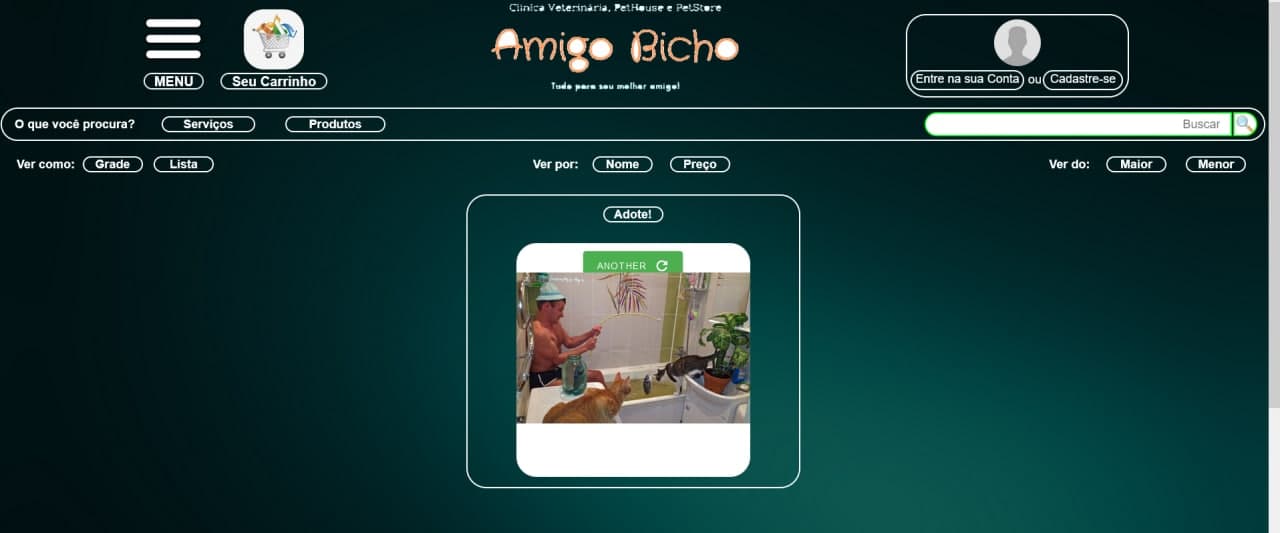 Clinica Veterinária, PetHouse e PetStore
Amigo Bicho
Tudo para seu melhor amigo!
MENU
Seu Carrinho
Entre na sua Conta ou Cadastre-se
O que você procura? Serviços Produtos Buscar
Ver como: Grade Lista Ver por: Nome Preço Ver do: Maior Menor
Adote!
ANOTHER